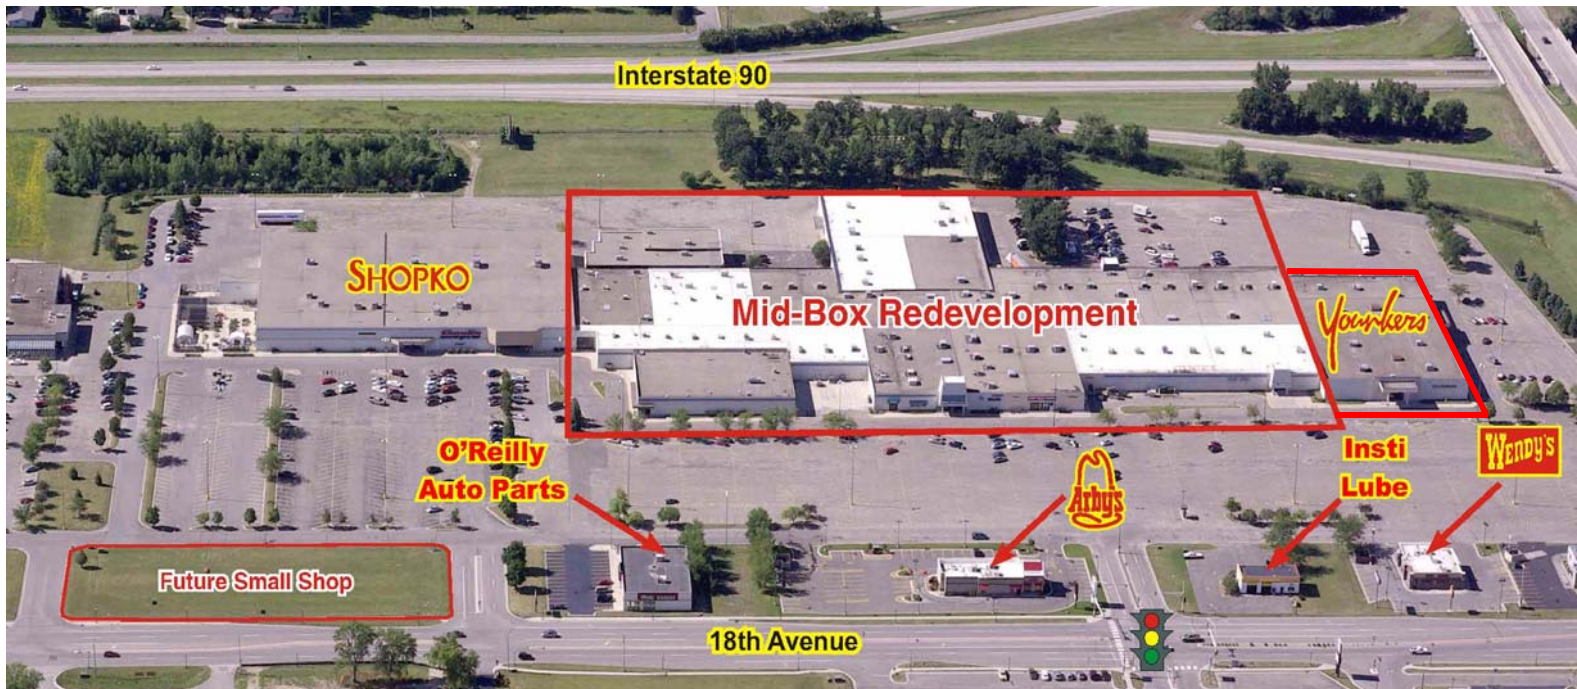 Interstate 90
SHOPKO
Mid-Box Redevelopment
Younkers
O'Reilly
Auto Parts
Arby's
Insti
Lube
WENDY'S
Future Small Shop
18th Avenue